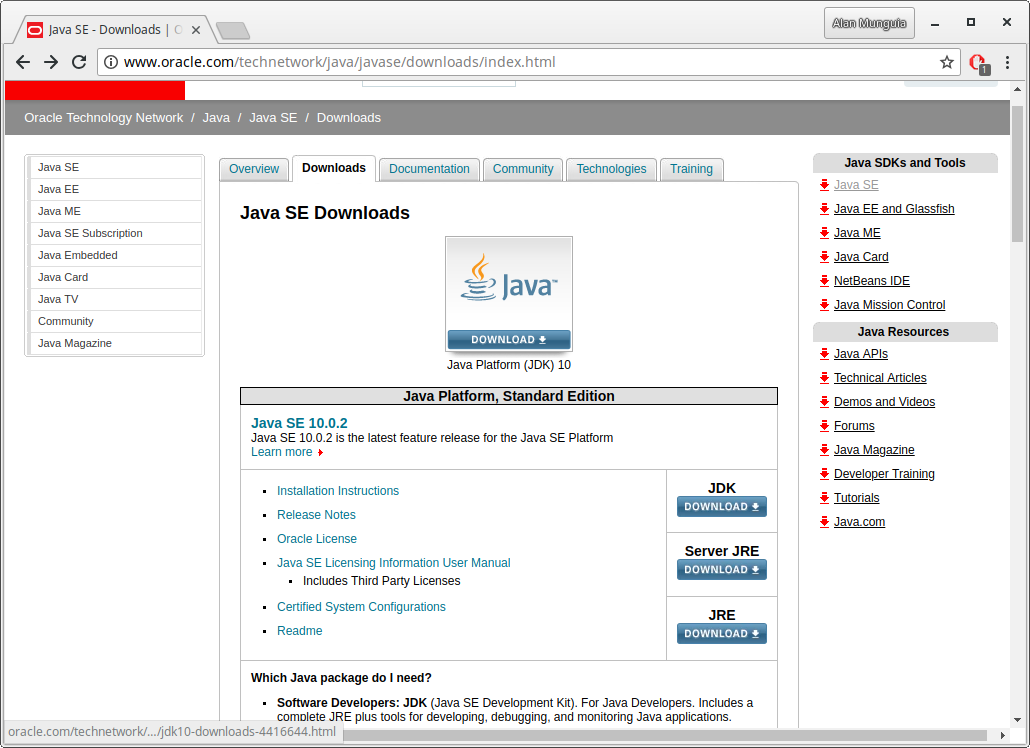 Java SE - Downloads |
Alan Munguia
www.oracle.com/technetwork/java/javase/downloads/index.html
1
Oracle Technology Network / Java / Java SE / Downloads
Java SE
Java EE
Java ME
Java SE Subscription
Java Embedded
Java Card
Java TV
Community
Java Magazine
Overview
Downloads
Documentation
Community
Technologies
Training
Java SE Downloads
Java™
DOWNLOAD
Java Platform (JDK) 10
Java Platform, Standard Edition
Java SE 10.0.2
Java SE 10.0.2 is the latest feature release for the Java SE Platform
Learn more
Installation Instructions
Release Notes
Oracle License
Java SE Licensing Information User Manual
Includes Third Party Licenses
Certified System Configurations
Readme
JDK
DOWNLOAD
Server JRE
DOWNLOAD
JRE
DOWNLOAD
Which Java package do I need?
Software Developers: JDK (Java SE Development Kit). For Java Developers. Includes a
complete JRE plus tools for developing, debugging, and monitoring Java applications.
Java SDKs and Tools
Java SE
Java EE and Glassfish
Java ME
Java Card
NetBeans IDE
Java Mission Control
Java Resources
Java APIs
Technical Articles
Demos and Videos
Forums
Java Magazine
Developer Training
Tutorials
Java.com
oracle.com/technetwork/.../jdk10-downloads-4416644.html